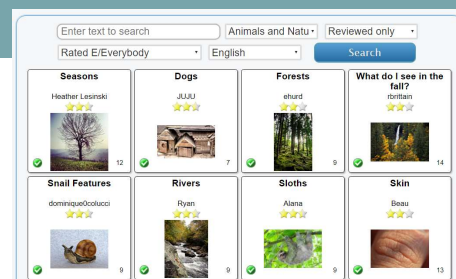 Enter text to search
Animals and Natu
Reviewed only
Rated E/Everybody
English
Search
Seasons
Heather Lesinski
12
Dogs
JUJU
7
Forests
ehurd
9
What do I see in the
fall?
rbrittain
14
Snail Features
dominique0colucci
9
Rivers
Ryan
9
Sloths
Alana
9
Skin
Beau
13